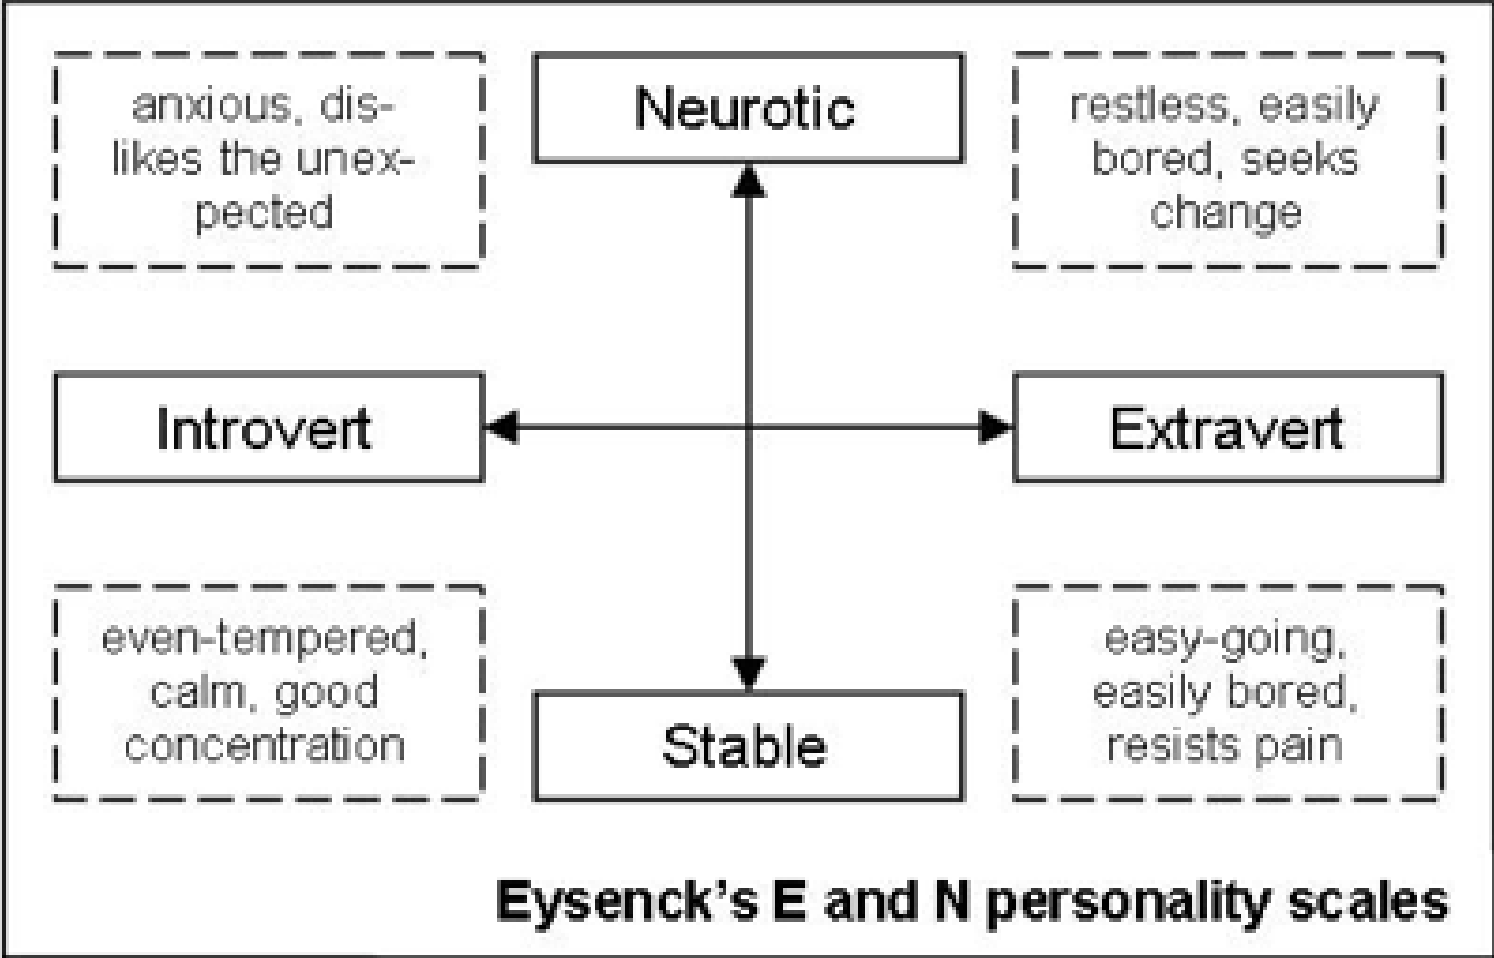 anxious, dis-
likes the unex-
pected
Neurotic
restless, easily
bored, seeks
change
Introvert
Extravert
even-tempered,
calm, good
concentration
Stable
easy-going,
easily bored,
resists pain
Eysenck's E and N personality scales